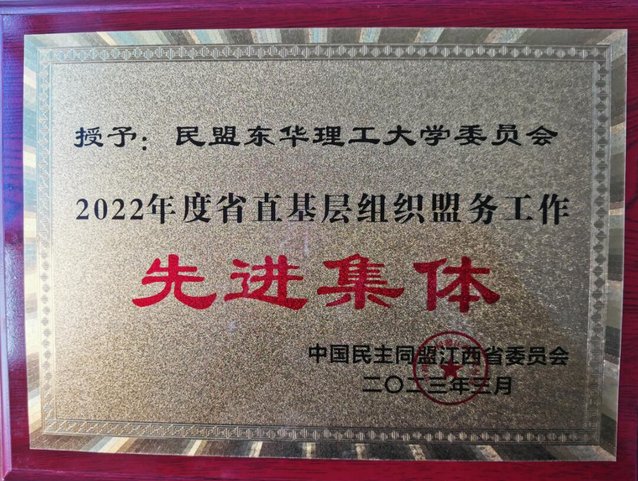 授予：民盟东华理工大学委员会
2022年度省直基层组织盟务工作
先进集体
中国民主同盟江西省委员会
二〇二三年三月